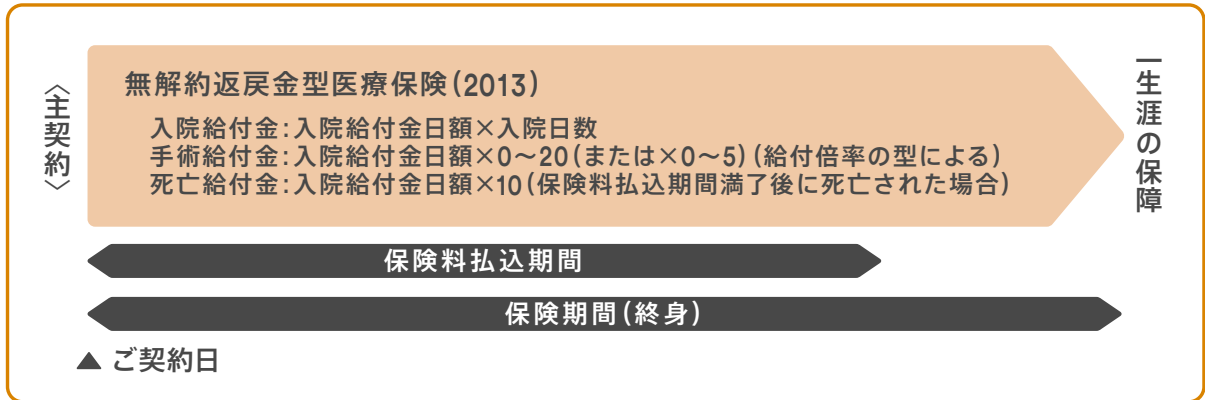 〈主契約〉
無解約返戻金型医療保険(2013)
入院給付金:入院給付金日額×入院日数
手術給付金:入院給付金日額×0〜20(または×0〜5)(給付倍率の型による)
死亡給付金:入院給付金日額×10(保険料払込期間満了後に死亡された場合)
一生涯の保障
保険料払込期間
保険期間(終身)
▲ ご契約日